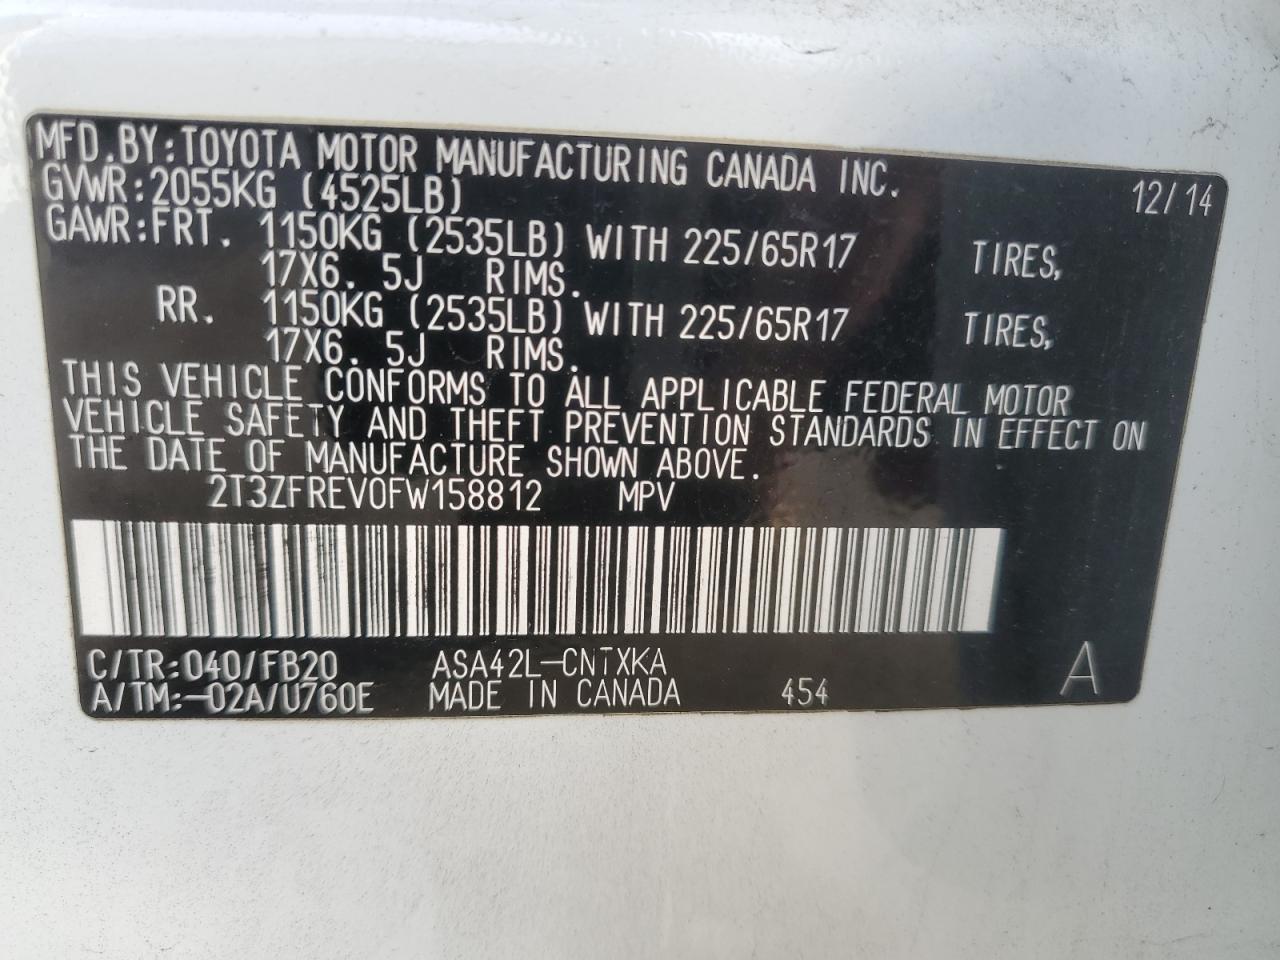 MFD.BY:TOYOTA MOTOR MANUFACTURING CANADA INC. 12/14
GVWR:2055KG (4525LB)
GAWR:FRT. 1150KG (2535LB) WITH 225/65R17 TIRES,
17X6. 5J RIMS.
RR. 1150KG (2535LB) WITH 225/65R17 TIRES,
17X6. 5J RIMS.
THIS VEHICLE CONFORMS TO ALL APPLICABLE FEDERAL MOTOR
VEHICLE SAFETY AND THEFT PREVENTION STANDARDS IN EFFECT ON
THE DATE OF MANUFACTURE SHOWN ABOVE.
2T3ZFREV0FW158812 MPV
C/TR:040/FB20 ASA42L-CNTXKA
A/TM:-02A/U760E MADE IN CANADA 454 A